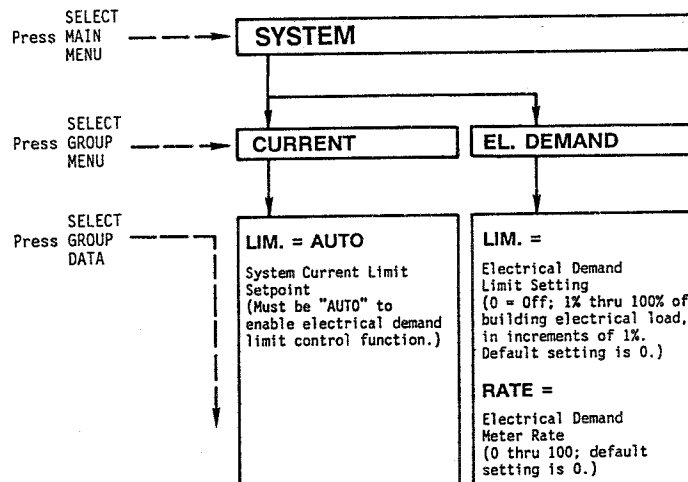 SELECT
Press MAIN
MENU
SYSTEM
SELECT
Press GROUP
MENU
CURRENT
EL. DEMAND
SELECT
Press GROUP
DATA
LIM. = AUTO
System Current Limit
Setpoint
(Must be "AUTO" to
enable electrical demand
limit control function.)
LIM. =
Electrical Demand
Limit Setting
(0 = Off; 1% thru 100% of
building electrical load,
in increments of 1%.
Default setting is 0.)
RATE =
Electrical Demand
Meter Rate
(0 thru 100; default
setting is 0.)